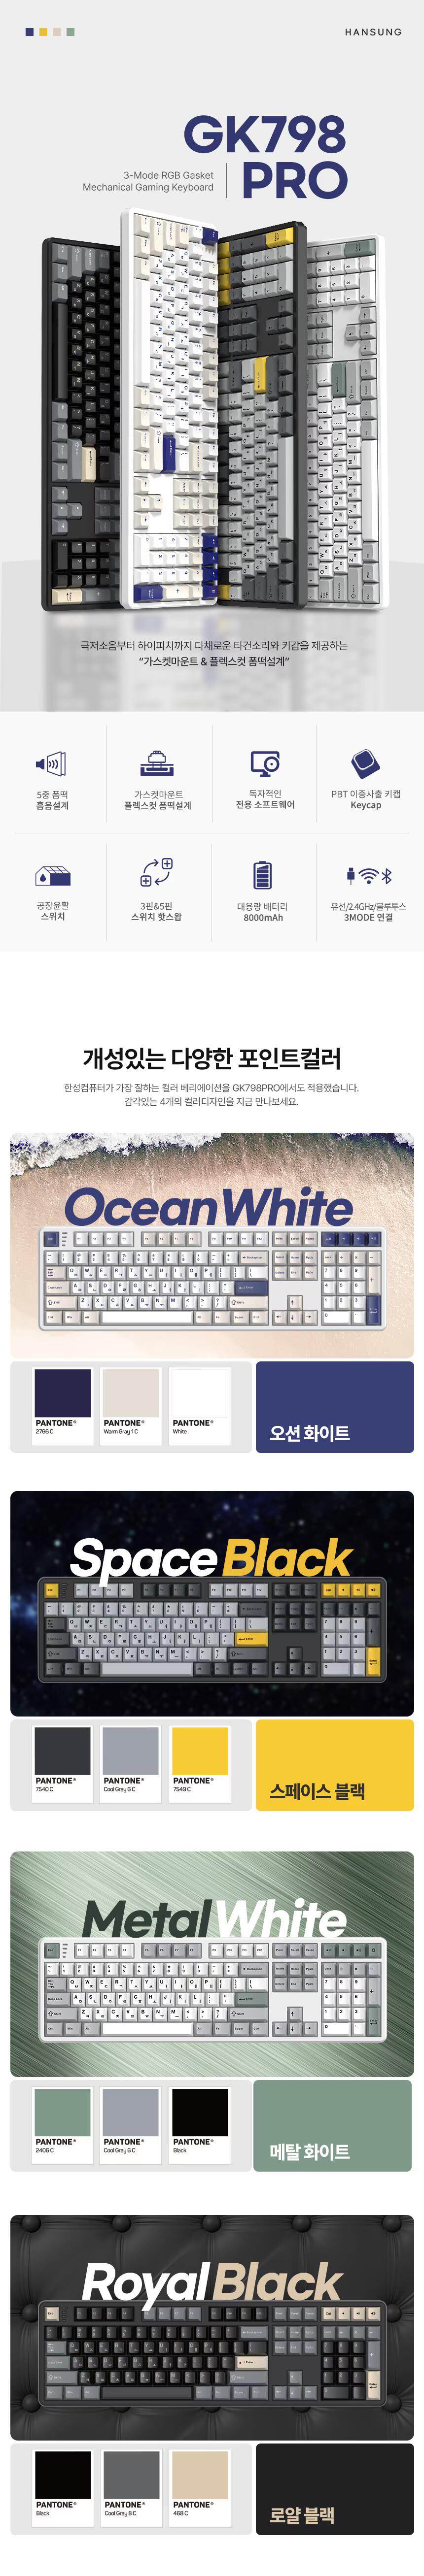 HANSUNG
GK798
PRO
3-Mode RGB Gasket
Mechanical Gaming Keyboard
극저소음부터 하이피치까지 다채로운 타건소리와 키감을 제공하는
"가스켓마운트 & 플렉스컷 폼떡설계"
5중 폼떡
흡음설계
가스켓마운트
플렉스컷 폼떡설계
독자적인
전용 소프트웨어
PBT 이중사출 키캡
Keycap
공장윤활
스위치
3핀&5핀
스위치 핫스왑
대용량 배터리
8000mAh
유선/2.4GHz/블루투스
3MODE 연결
개성있는 다양한 포인트컬러
한성컴퓨터가 가장 잘하는 컬러 베리에이션을 GK798PRO에서도 적용했습니다.
감각있는 4개의 컬러디자인을 지금 만나보세요.
Ocean White
PANTONE®
2766 C
PANTONE®
Warm Gray 1 C
PANTONE®
White
오션 화이트
Space Black
PANTONE®
7540 C
PANTONE®
Cool Gray 6 C
PANTONE®
7549 C
스페이스 블랙
Metal White
PANTONE®
2406 C
PANTONE®
Cool Gray 6 C
PANTONE®
Black
메탈 화이트
Royal Black
PANTONE®
Black
PANTONE®
Cool Gray 8 C
PANTONE®
468 C
로얄 블랙